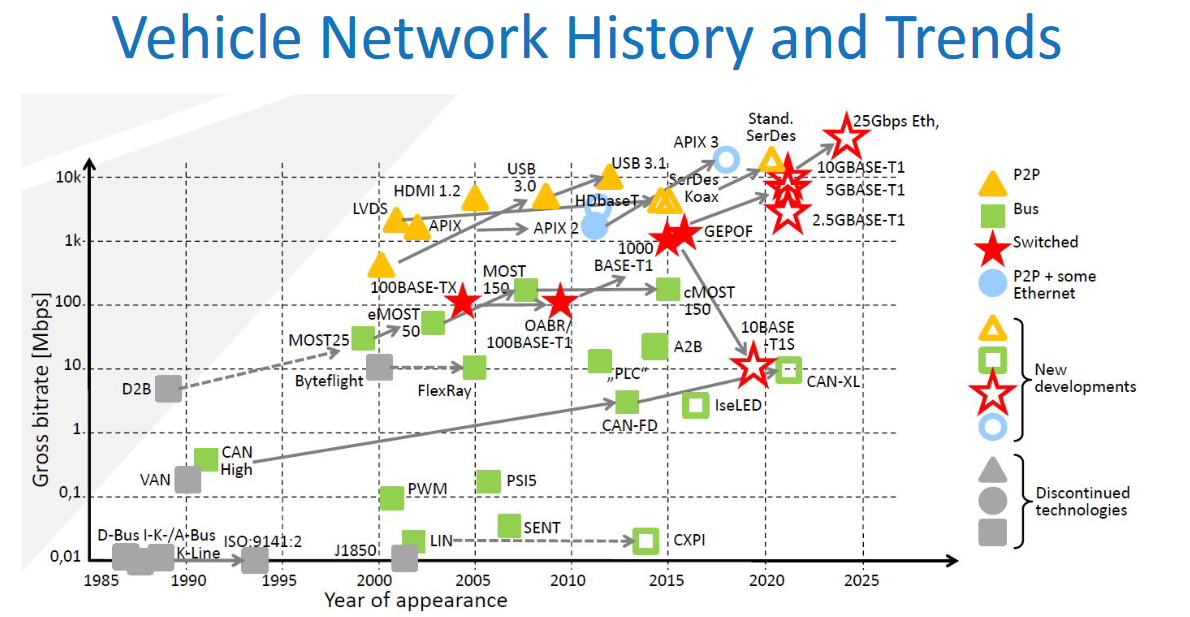 Vehicle Network History and Trends
25Gbps Eth,
Stand.
SerDes
APIX 3
USB 3.1
10GBASE-T1
USB
3.0
SerDes
Koax
10k
HDMI 1.2
HDbaseT
5GBASE-T1
LVDS
APIX
APIX 2
GEPOF
2.5GBASE-T1
1k
1000
BASE-T1
MOST
150
100BASE-TX
cMOST
150
100
eMOST
50
OABR/
100BASE-T1
10BASE
-T1S
MOST25
A2B
10
D2B
Byteflight
FlexRay
„PLC“
CAN-XL
IseLED
CAN-FD
1
CAN
High
VAN
PWM
PSI5
0,1
SENT
D-Bus I-K-/A-Bus
K-Line
ISO:9141:2
J1850
LIN
CXPI
0,01
1985
1990
1995
2000
2005
2010
2015
2020
2025
Year of appearance
Gross bitrate [Mbps]
P2P
Bus
Switched
P2P + some
Ethernet
New
developments
Discontinued
technologies